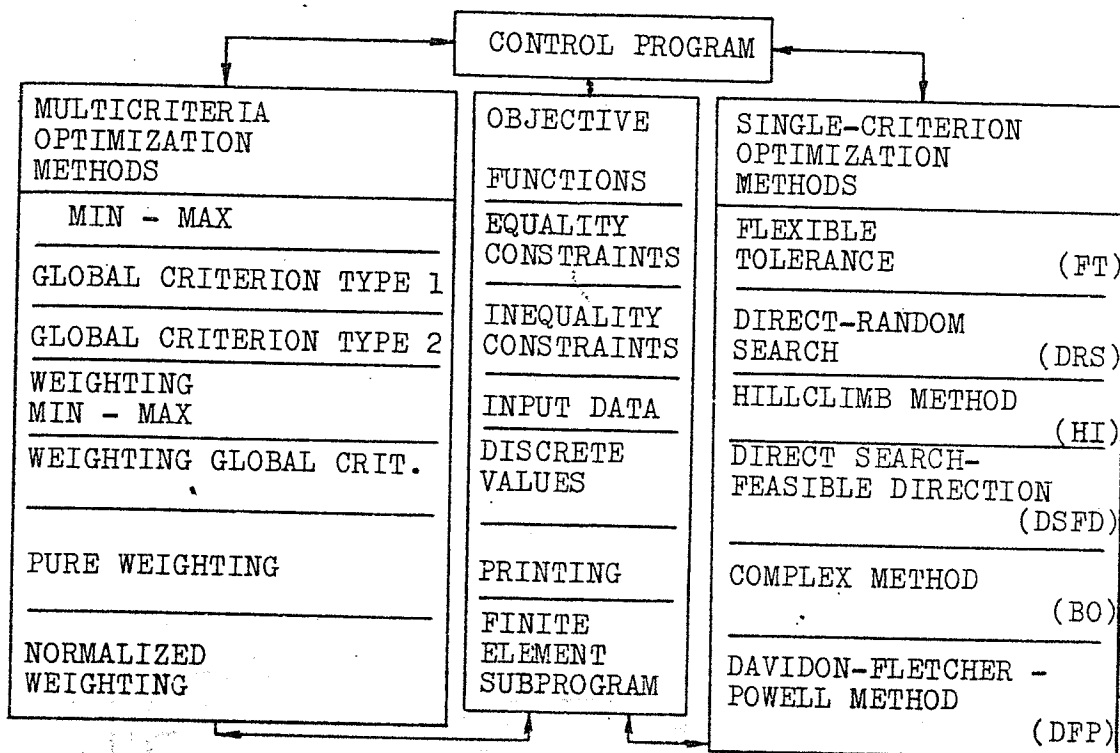 CONTROL PROGRAM
MULTICRITERIA
OPTIMIZATION
METHODS
MIN - MAX
GLOBAL CRITERION TYPE 1
GLOBAL CRITERION TYPE 2
WEIGHTING
MIN - MAX
WEIGHTING GLOBAL CRIT.
PURE WEIGHTING
NORMALIZED
WEIGHTING
OBJECTIVE
FUNCTIONS
EQUALITY
CONSTRAINTS
INEQUALITY
CONSTRAINTS
INPUT DATA
DISCRETE
VALUES
PRINTING
FINITE
ELEMENT
SUBPROGRAM
SINGLE-CRITERION
OPTIMIZATION
METHODS
FLEXIBLE
TOLERANCE (FT)
DIRECT-RANDOM
SEARCH (DRS)
HILLCLIMB METHOD
(HI)
DIRECT SEARCH-
FEASIBLE DIRECTION
(DSFD)
COMPLEX METHOD
(BO)
DAVIDON-FLETCHER -
POWELL METHOD
(DFP)